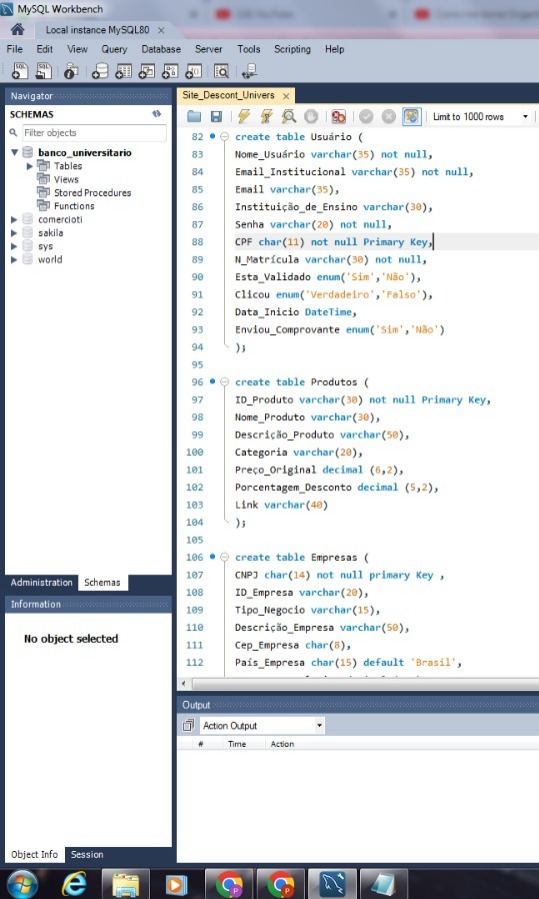 MySQL Workbench
Local instance MySQL80 ×
File Edit View Query Database Server Tools Scripting Help
Navigator
SCHEMAS
Filter objects
banco_universitario
Tables
Views
Stored Procedures
Functions
comercioti
sakila
sys
world
Administration Schemas
Information
No object selected
Object Info Session
Site_Descont_Univers ×
Limit to 1000 rows
82 create table Usuário (
83 Nome_Usuário varchar(35) not null,
84 Email_Institucional varchar(35) not null,
85 Email varchar(35),
86 Instituição_de_Ensino varchar(30),
87 Senha varchar(20) not null,
88 CPF char(11) not null Primary Key,
89 N_Matrícula varchar(30) not null,
90 Esta_Validado enum('Sim','Não'),
91 Clicou enum('Verdadeiro','Falso'),
92 Data_Inicio DateTime,
93 Enviou_Comprovante enum('Sim','Não')
94 );
95
96 create table Produtos (
97 ID_Produto varchar(30) not null Primary Key,
98 Nome_Produto varchar(30),
99 Descrição_Produto varchar(50),
100 Categoria varchar(20),
101 Preço_Original decimal (6,2),
102 Porcentagem_Desconto decimal (5,2),
103 Link varchar(40)
104 );
105
106 create table Empresas (
107 CNPJ char(14) not null primary Key ,
108 ID_Empresa varchar(20),
109 Tipo_Negocio varchar(15),
110 Descrição_Empresa varchar(50),
111 Cep_Empresa char(8),
112 País_Empresa char(15) default 'Brasil',
Output
Action Output
# Time Action